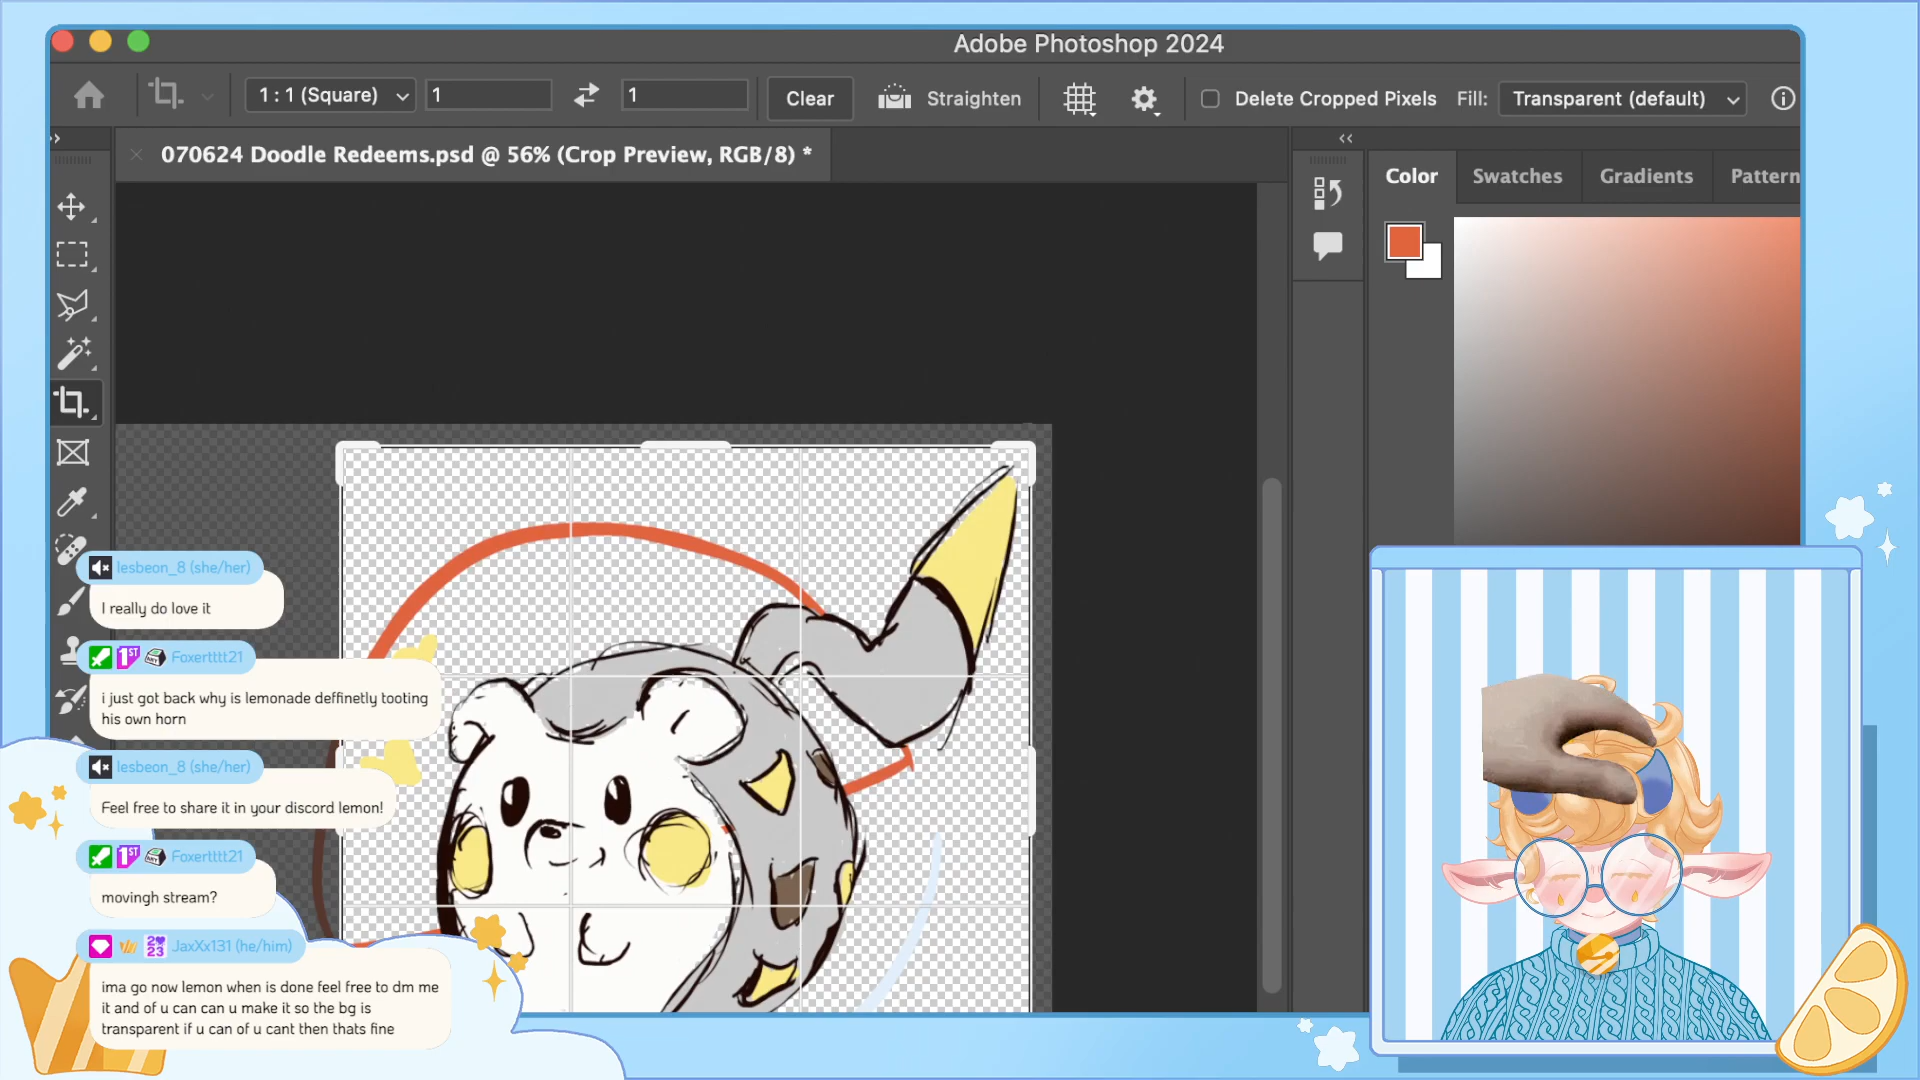 Adobe Photoshop 2024
1 : 1 (Square) 1 1 Clear Straighten Delete Cropped Pixels Fill: Transparent (default)
070624 Doodle Redeems.psd @ 56% (Crop Preview, RGB/8) *
Color Swatches Gradients Pattern
lesbeon_8 (she/her)
I really do love it
1ST Foxertttt21
i just got back why is lemonade deffinetly tooting
his own horn
lesbeon_8 (she/her)
Feel free to share it in your discord lemon!
1ST Foxertttt21
movingh stream?
JaxXx131 (he/him)
ima go now lemon when is done feel free to dm me
it and of u can can u make it so the bg is
transparent if u can of u cant then thats fine